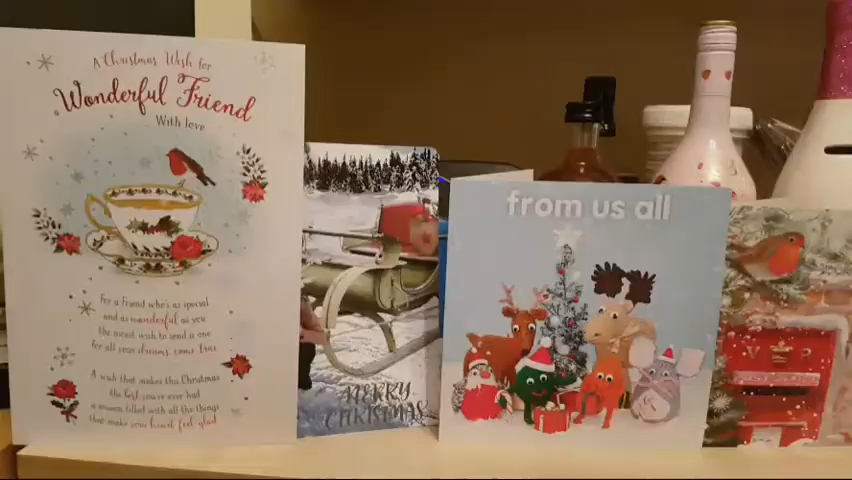 A Christmas Wish for
Wonderful Friend
With love
For a friend who's as special
and as wonderful as you
the nicest wish to send is one
for all your dreams come true
A wish that makes this Christmas
the best you've ever had
a season filled with all the things
that make your heart feel glad
MERRY
CHRISTMAS
from us all